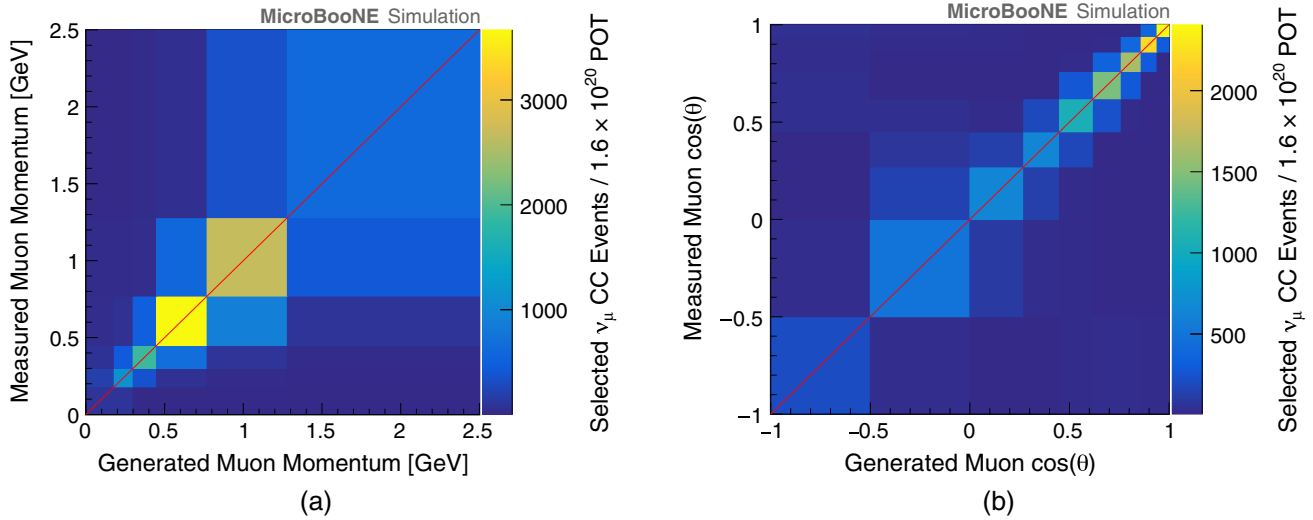 MicroBooNE Simulation
Measured Muon Momentum [GeV]
2.5
2
1.5
1
0.5
0
0 0.5 1 1.5 2 2.5
Generated Muon Momentum [GeV]
3000
2000
1000
Selected νμ CC Events / 1.6 × 10²⁰ POT
(a)
MicroBooNE Simulation
Measured Muon cos(θ)
1
0.5
0
−0.5
−1
−1 −0.5 0 0.5 1
Generated Muon cos(θ)
2000
1500
1000
500
Selected νμ CC Events / 1.6 × 10²⁰ POT
(b)